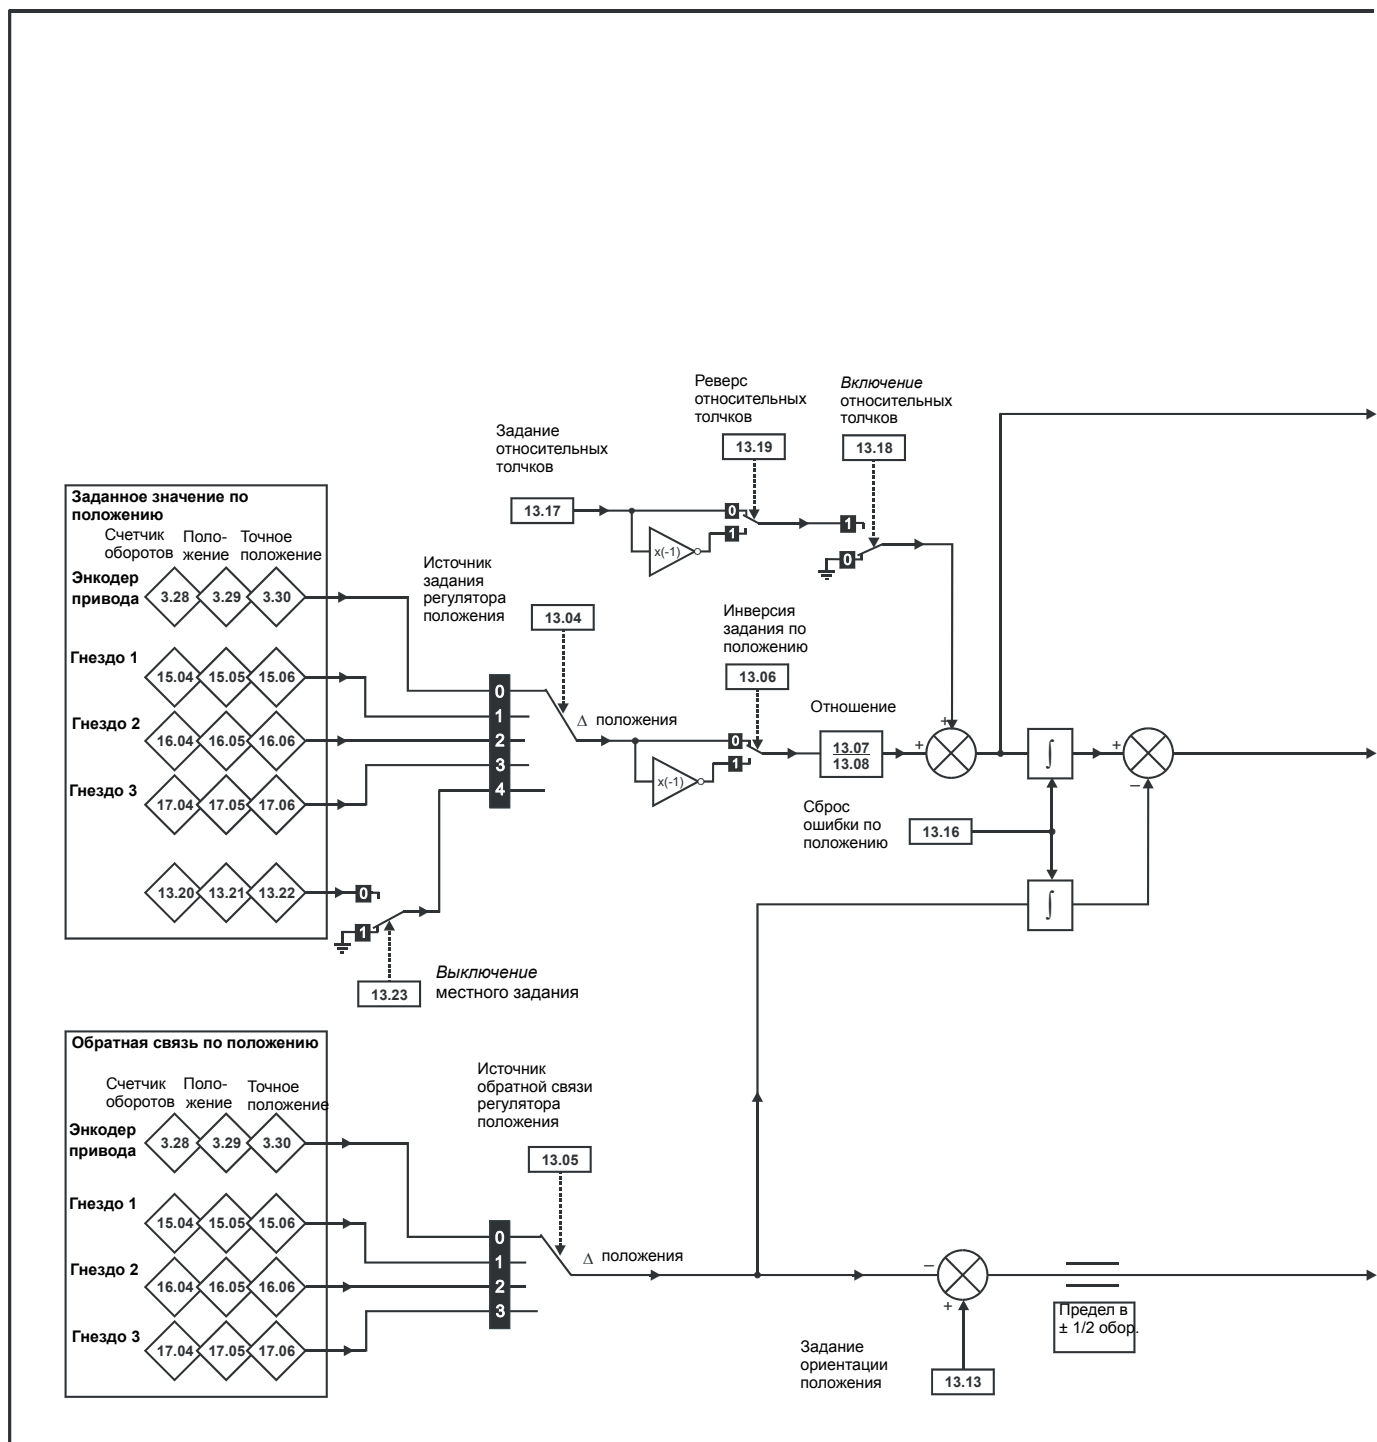 Реверс
относительных
толчков
13.19
Включение
относительных
толчков
13.18
Задание
относительных
толчков
13.17
0
1
x(-1)
1
0
Заданное значение по
положению
Счетчик
оборотов
Поло-
жение
Точное
положение
Энкодер
привода
3.28 3.29 3.30
Гнездо 1
15.04 15.05 15.06
Гнездо 2
16.04 16.05 16.06
Гнездо 3
17.04 17.05 17.06
13.20 13.21 13.22
0
1
13.23
Выключение
местного задания
Источник
задания
регулятора
положения
13.04
0
1
2
3
4
Δ положения
Инверсия
задания по
положению
13.06
0
1
x(-1)
Отношение
13.07
13.08
+
+
∫
+
−
Сброс
ошибки по
положению
13.16
∫
Обратная связь по положению
Счетчик
оборотов
Поло-
жение
Точное
положение
Энкодер
привода
3.28 3.29 3.30
Гнездо 1
15.04 15.05 15.06
Гнездо 2
16.04 16.05 16.06
Гнездо 3
17.04 17.05 17.06
Источник
обратной связи
регулятора
положения
13.05
0
1
2
3
Δ положения
−
+
Задание
ориентации
положения
13.13
Предел в
± 1/2 обор.